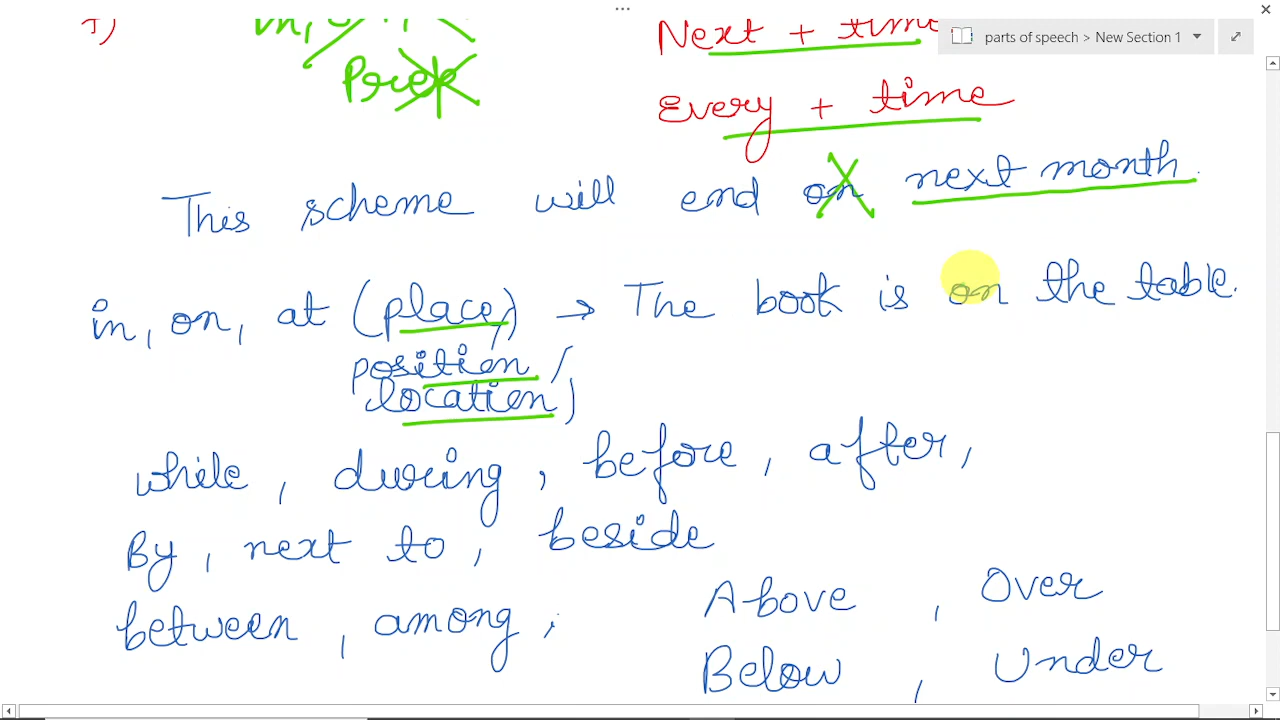 parts of speech > New Section 1
Next + time
Prep
Every + time
This scheme will end on next month.
in, on, at (place, → The book is on the table.
position /
location)
while, during, before, after,
By, next to, beside
between, among,
Above, Over
Below, Under